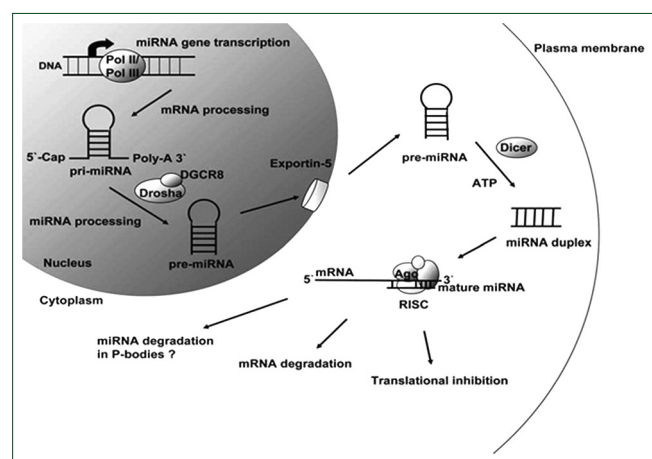 miRNA gene transcription
Plasma membrane
DNA
Pol II/
Pol III
mRNA processing
5`-Cap
Poly-A 3`
pri-miRNA
DGCR8
Drosha
miRNA processing
pre-miRNA
Nucleus
Cytoplasm
Exportin-5
pre-miRNA
Dicer
ATP
miRNA duplex
5` mRNA
Ago
3`
mature miRNA
RISC
miRNA degradation
in P-bodies ?
mRNA degradation
Translational inhibition